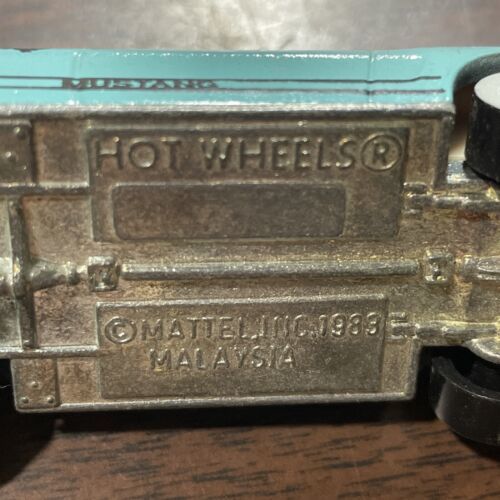 MUSTANG
HOT WHEELS®
© MATTEL, INC. 1983
MALAYSIA